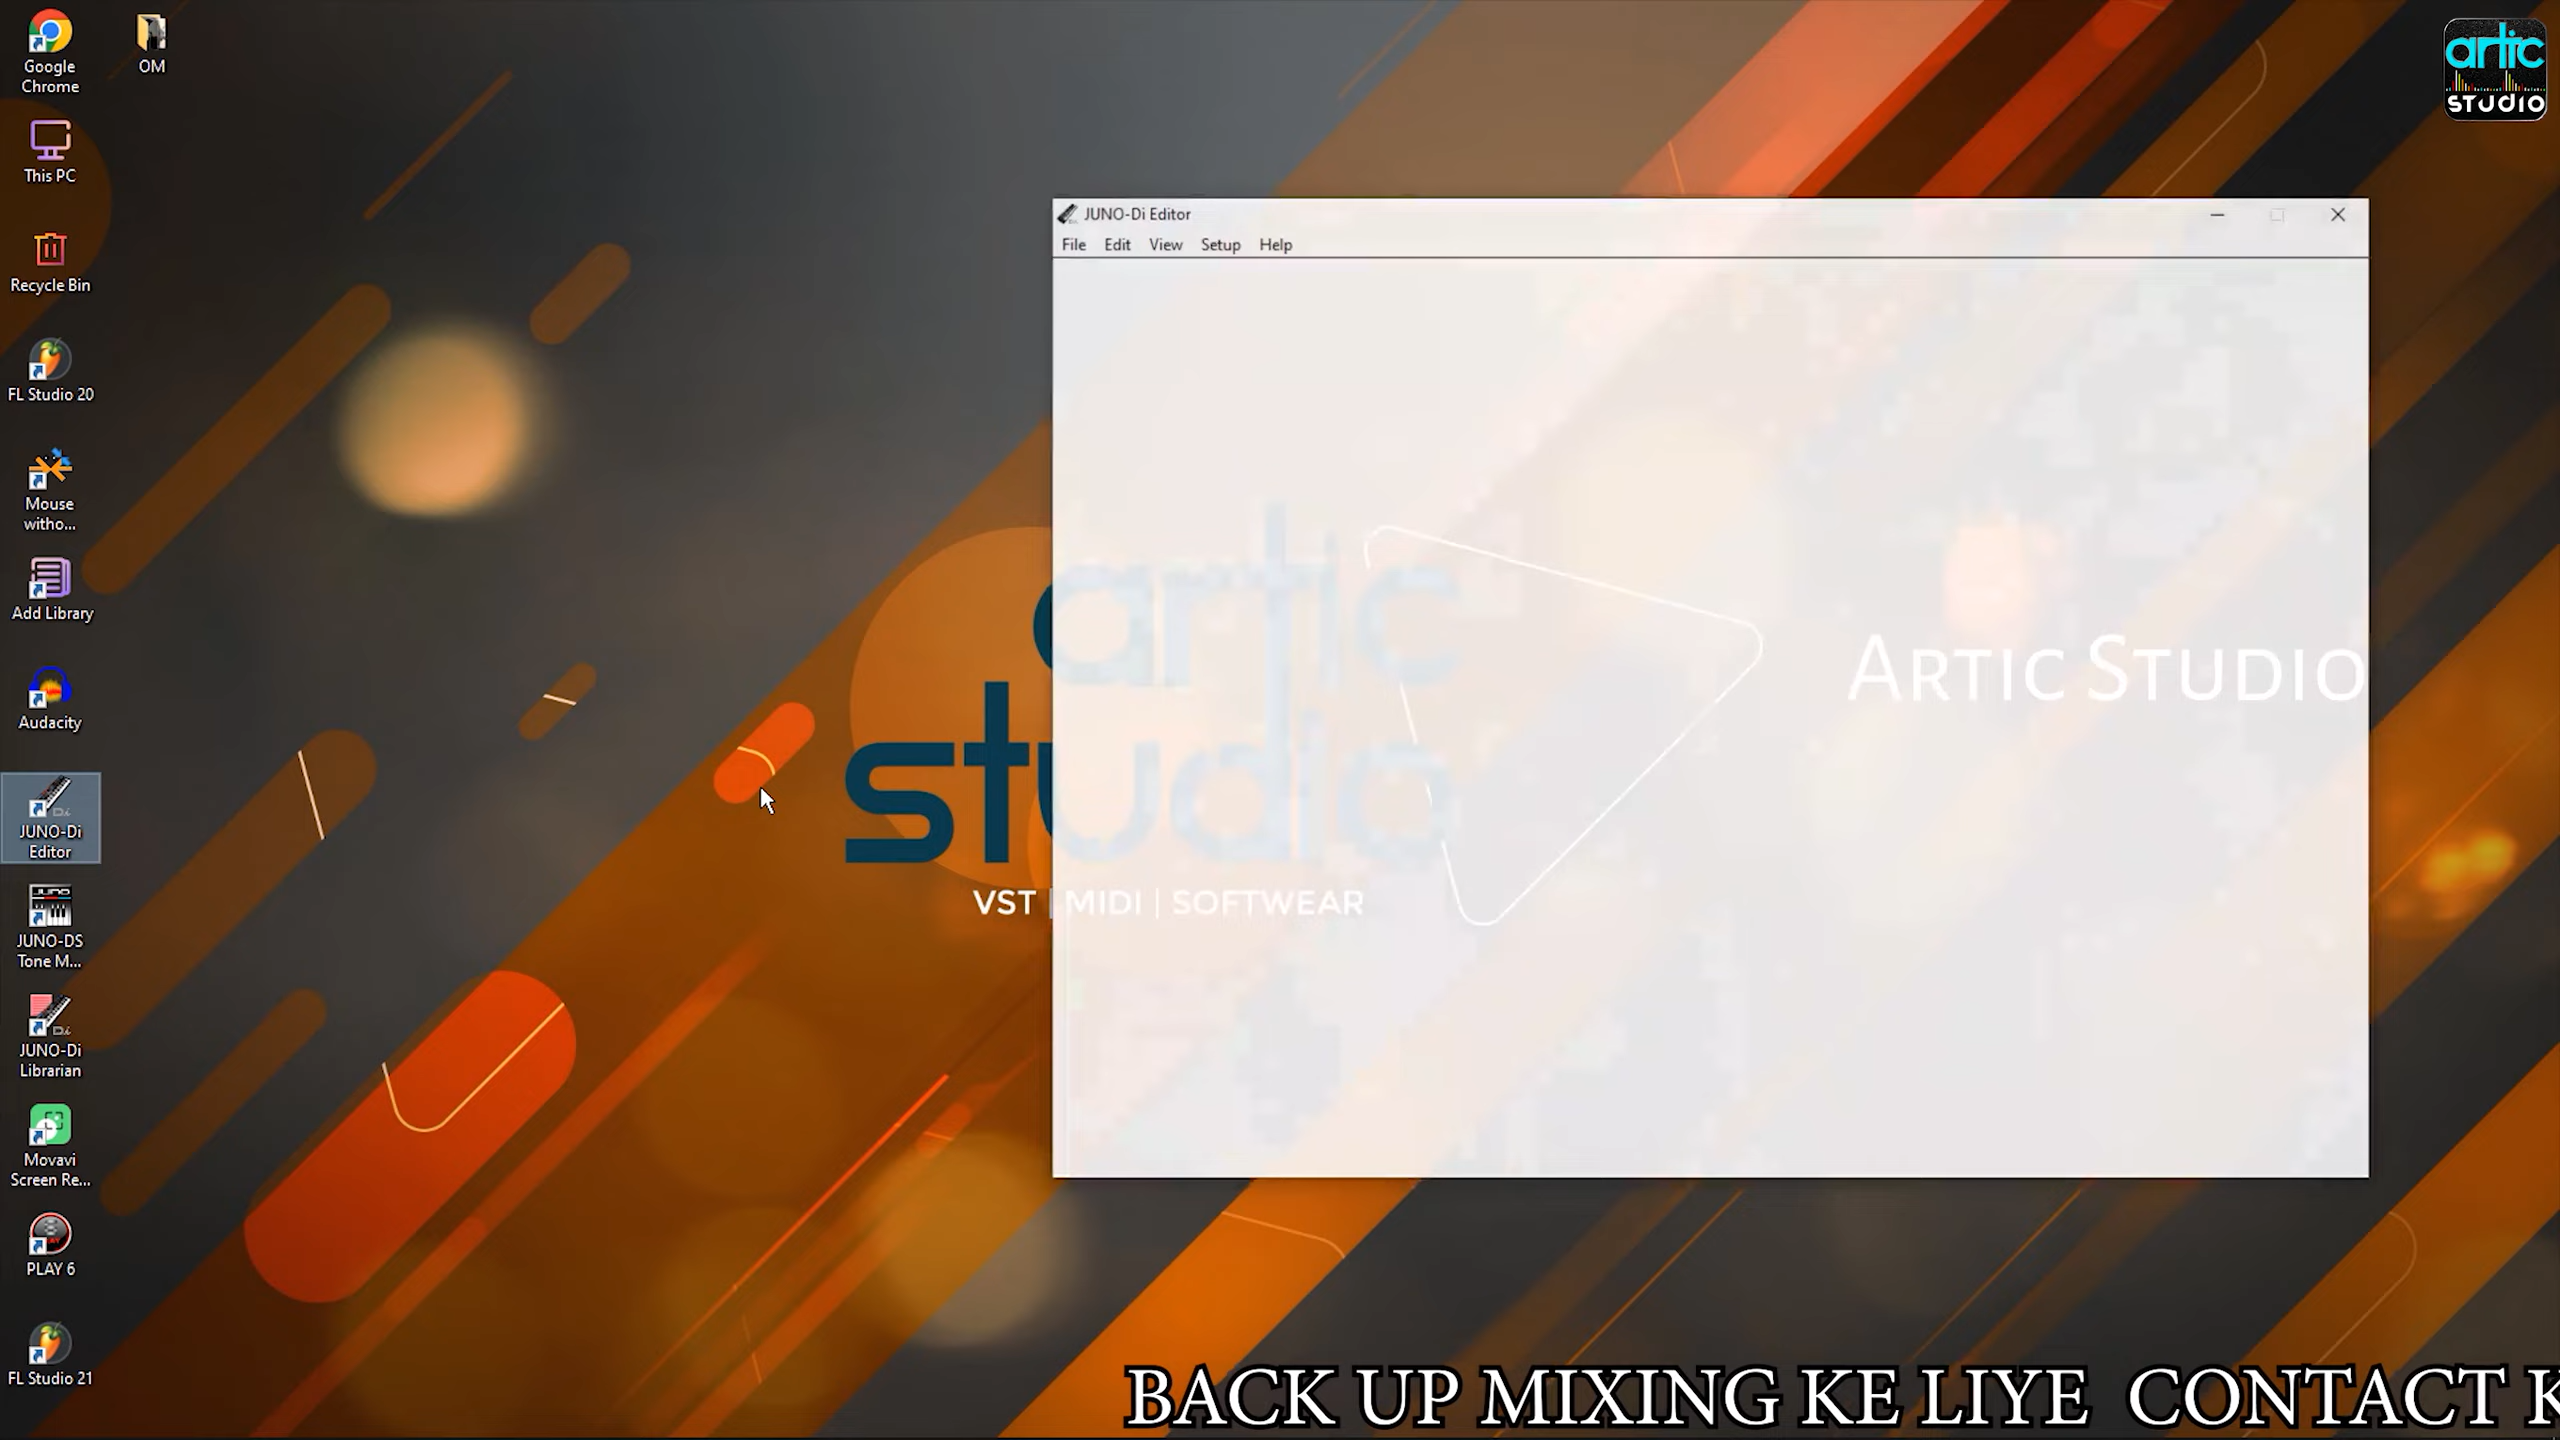 Google
Chrome
OM
This PC
Recycle Bin
FL Studio 20
Mouse
witho...
Add Library
Audacity
JUNO-Di
Editor
JUNO-DS
Tone M...
JUNO-Di
Librarian
Movavi
Screen Re...
PLAY 6
FL Studio 21
artic
STUDIO
JUNO-Di Editor
File Edit View Setup Help
artic
studio
VST | MIDI | SOFTWEAR
ARTIC STUDIO
BACK UP MIXING KE LIYE CONTACT K